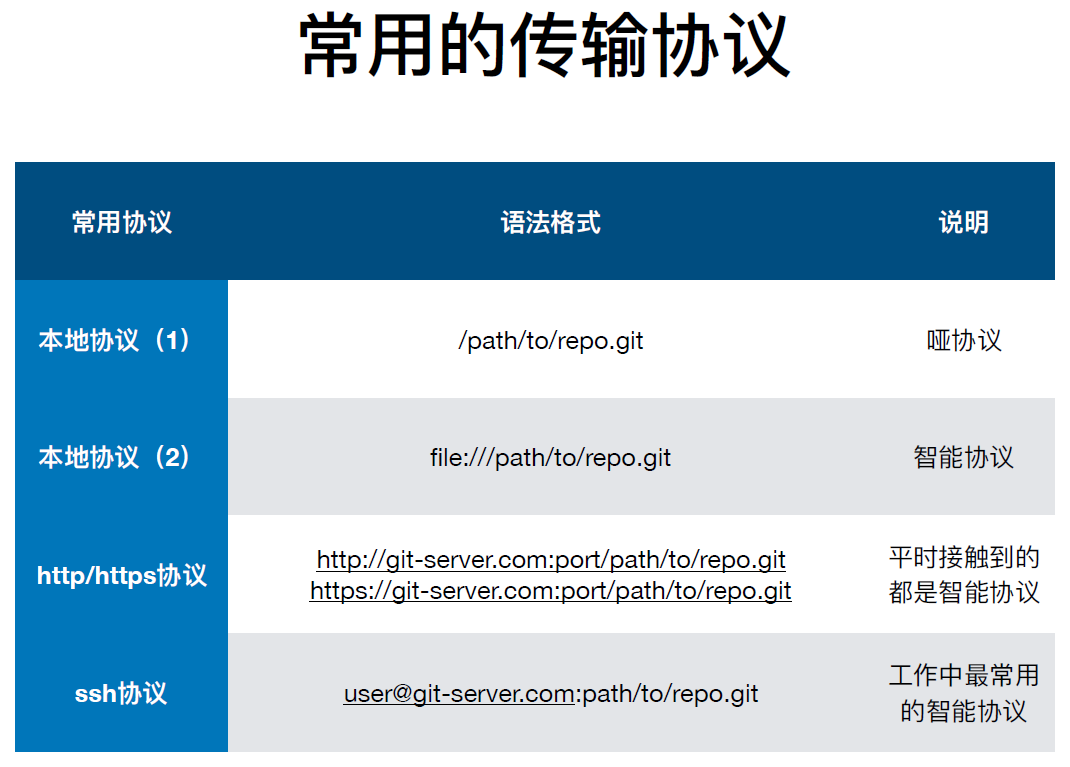 常用的传输协议
常用协议 语法格式 说明
本地协议（1） /path/to/repo.git 哑协议
本地协议（2） file:///path/to/repo.git 智能协议
http/https协议
http://git-server.com:port/path/to/repo.git
https://git-server.com:port/path/to/repo.git
平时接触到的
都是智能协议
ssh协议
user@git-server.com:path/to/repo.git
工作中最常用
的智能协议